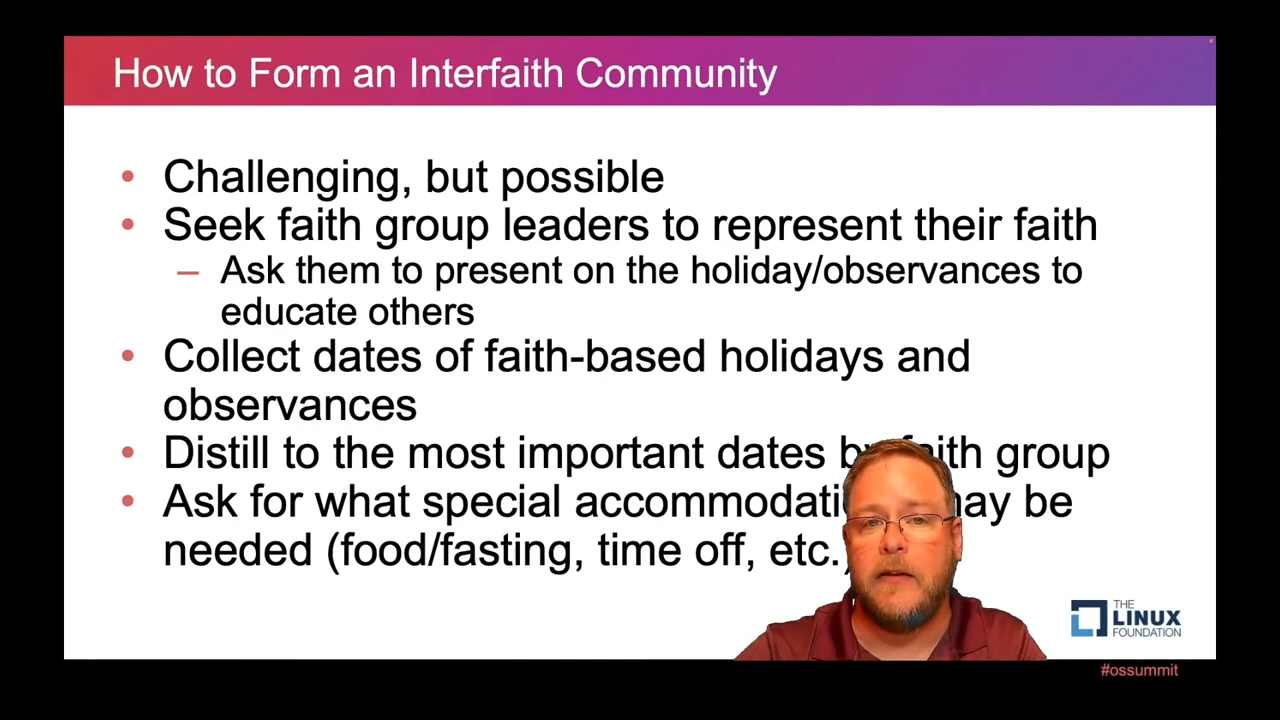 How to Form an Interfaith Community
• Challenging, but possible
• Seek faith group leaders to represent their faith
– Ask them to present on the holiday/observances to
educate others
• Collect dates of faith-based holidays and
observances
• Distill to the most important dates by faith group
• Ask for what special may be
needed (food/fasting, time off, etc.
THE
LINUX
FOUNDATION
#ossummit